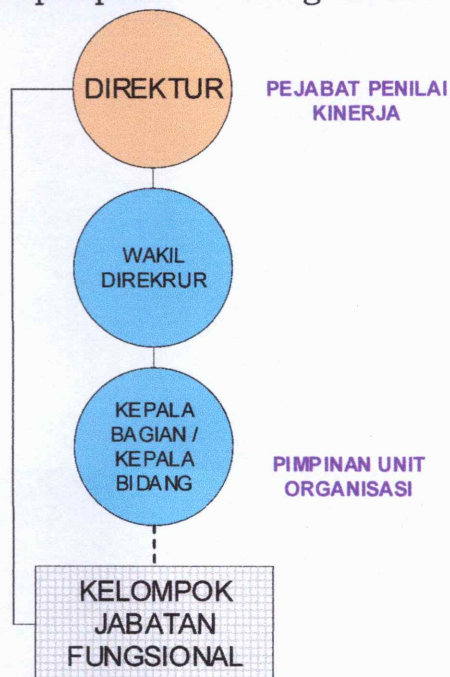 DIREKTUR
PEJABAT PENILAI
KINERJA
WAKIL
DIREKRUR
KEPALA
BAGIAN /
KEPALA
BIDANG
PIMPINAN UNIT
ORGANISASI
KELOMPOK
JABATAN
FUNGSIONAL